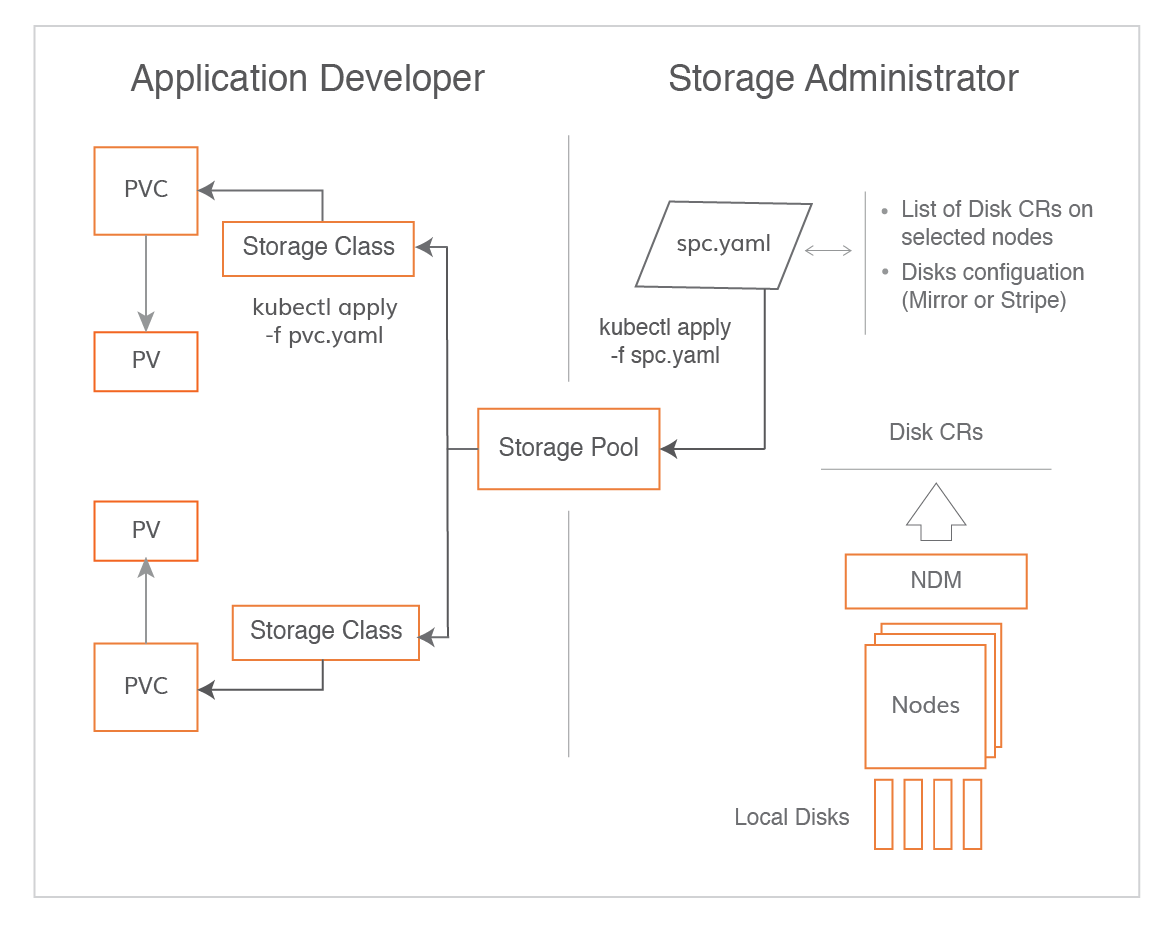 Application Developer
Storage Administrator
PVC
Storage Class
kubectl apply
-f pvc.yaml
PV
spc.yaml
• List of Disk CRs on
selected nodes
• Disks configuation
(Mirror or Stripe)
kubectl apply
-f spc.yaml
Storage Pool
Disk CRs
PV
Storage Class
PVC
NDM
Nodes
Local Disks